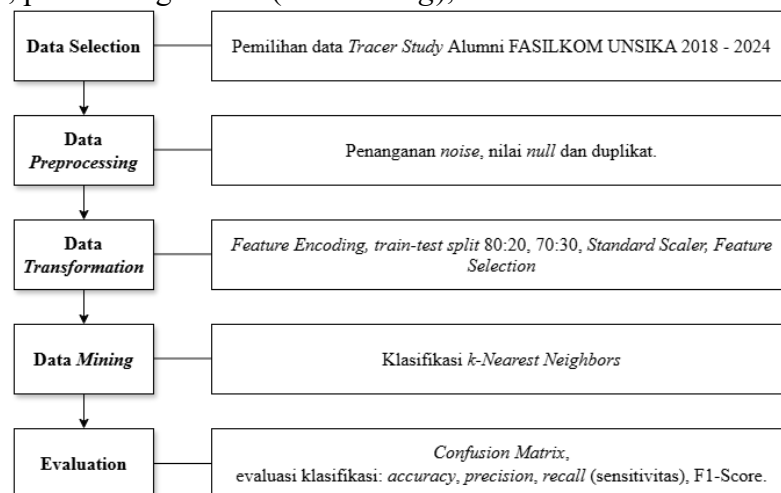 Data Selection
Pemilihan data Tracer Study Alumni FASILKOM UNSIKA 2018 - 2024
Data
Preprocessing
Penanganan noise, nilai null dan duplikat.
Data
Transformation
Feature Encoding, train-test split 80:20, 70:30, Standard Scaler, Feature
Selection
Data Mining
Klasifikasi k-Nearest Neighbors
Evaluation
Confusion Matrix,
evaluasi klasifikasi: accuracy, precision, recall (sensitivitas), F1-Score.